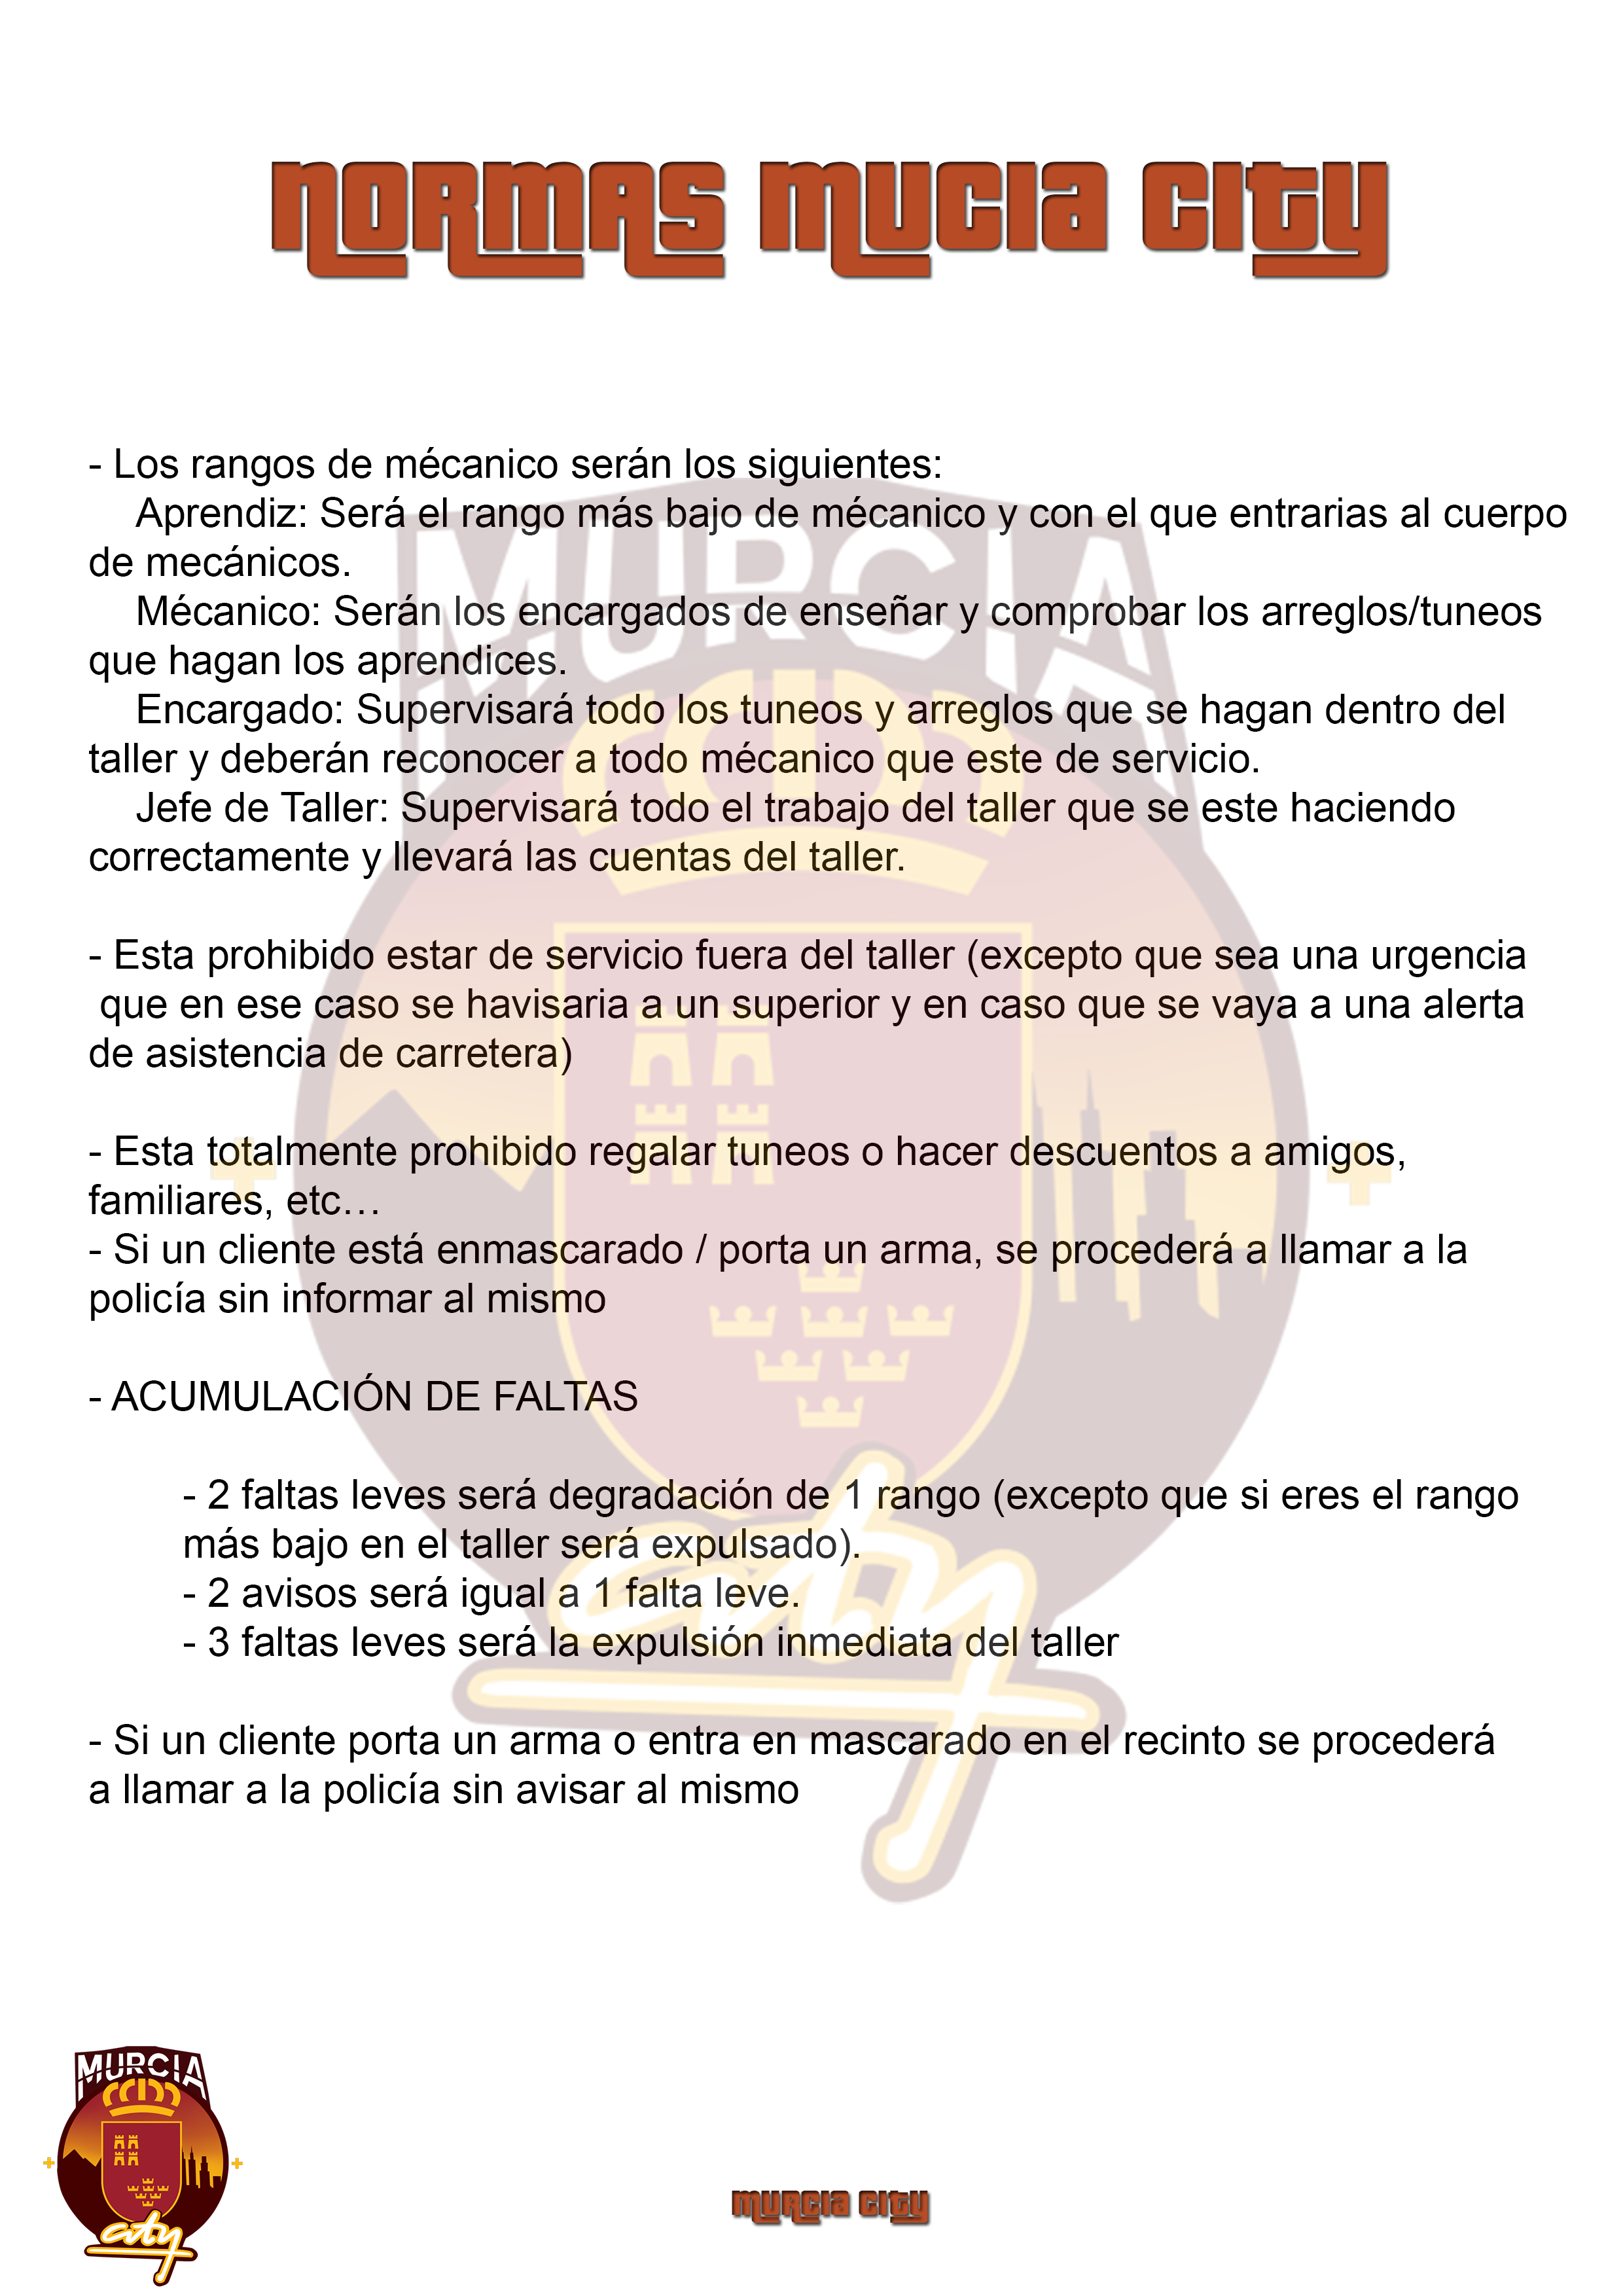 NORMAS MUCIA CITY
- Los rangos de mécanico serán los siguientes:
Aprendiz: Será el rango más bajo de mécanico y con el que entrarias al cuerpo
de mecánicos.
Mécanico: Serán los encargados de enseñar y comprobar los arreglos/tuneos
que hagan los aprendices.
Encargado: Supervisará todo los tuneos y arreglos que se hagan dentro del
taller y deberán reconocer a todo mécanico que este de servicio.
Jefe de Taller: Supervisará todo el trabajo del taller que se este haciendo
correctamente y llevará las cuentas del taller.
- Esta prohibido estar de servicio fuera del taller (excepto que sea una urgencia
que en ese caso se havisaria a un superior y en caso que se vaya a una alerta
de asistencia de carretera)
- Esta totalmente prohibido regalar tuneos o hacer descuentos a amigos,
familiares, etc…
- Si un cliente está enmascarado / porta un arma, se procederá a llamar a la
policía sin informar al mismo
- ACUMULACIÓN DE FALTAS
- 2 faltas leves será degradación de 1 rango (excepto que si eres el rango
más bajo en el taller será expulsado).
- 2 avisos será igual a 1 falta leve.
- 3 faltas leves será la expulsión inmediata del taller
- Si un cliente porta un arma o entra en mascarado en el recinto se procederá
a llamar a la policía sin avisar al mismo
MURCIA
city
MURCIA
city
MURCIA CITY